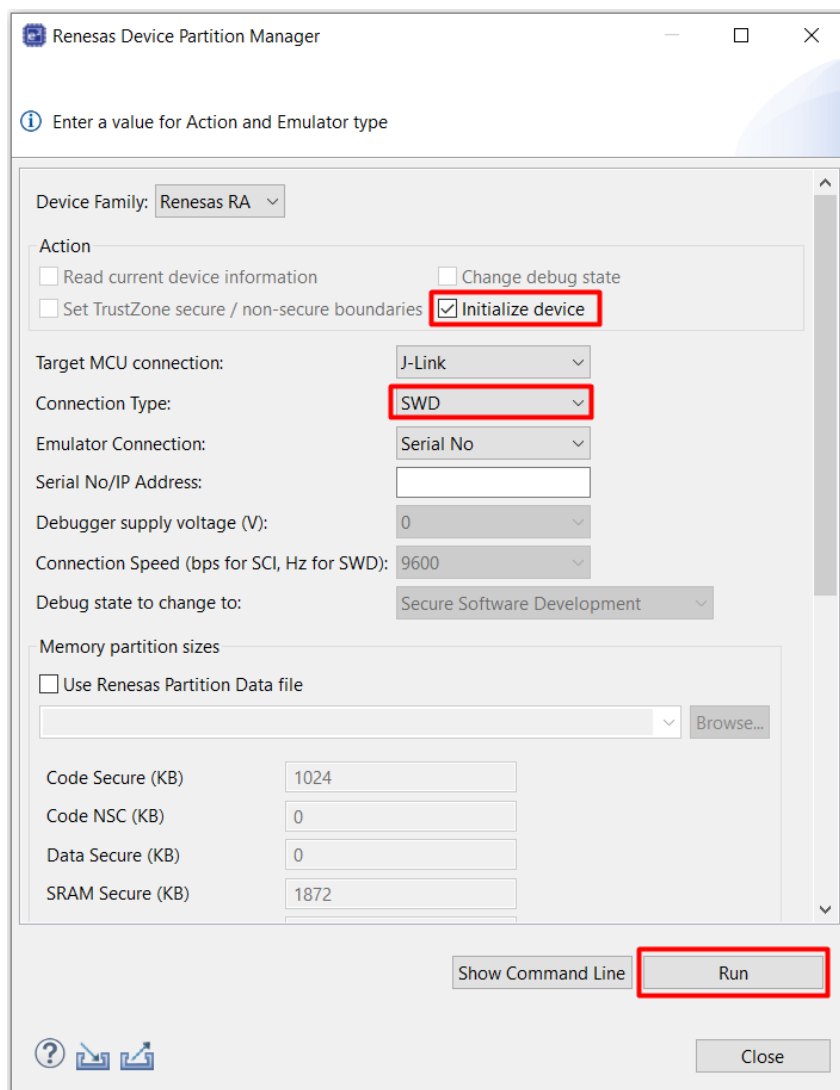 Renesas Device Partition Manager
Enter a value for Action and Emulator type
Device Family: Renesas RA
Action
Read current device information Change debug state
Set TrustZone secure / non-secure boundaries Initialize device
Target MCU connection: J-Link
Connection Type: SWD
Emulator Connection: Serial No
Serial No/IP Address:
Debugger supply voltage (V): 0
Connection Speed (bps for SCI, Hz for SWD): 9600
Debug state to change to: Secure Software Development
Memory partition sizes
Use Renesas Partition Data file
Browse...
Code Secure (KB) 1024
Code NSC (KB) 0
Data Secure (KB) 0
SRAM Secure (KB) 1872
Show Command Line Run
Close